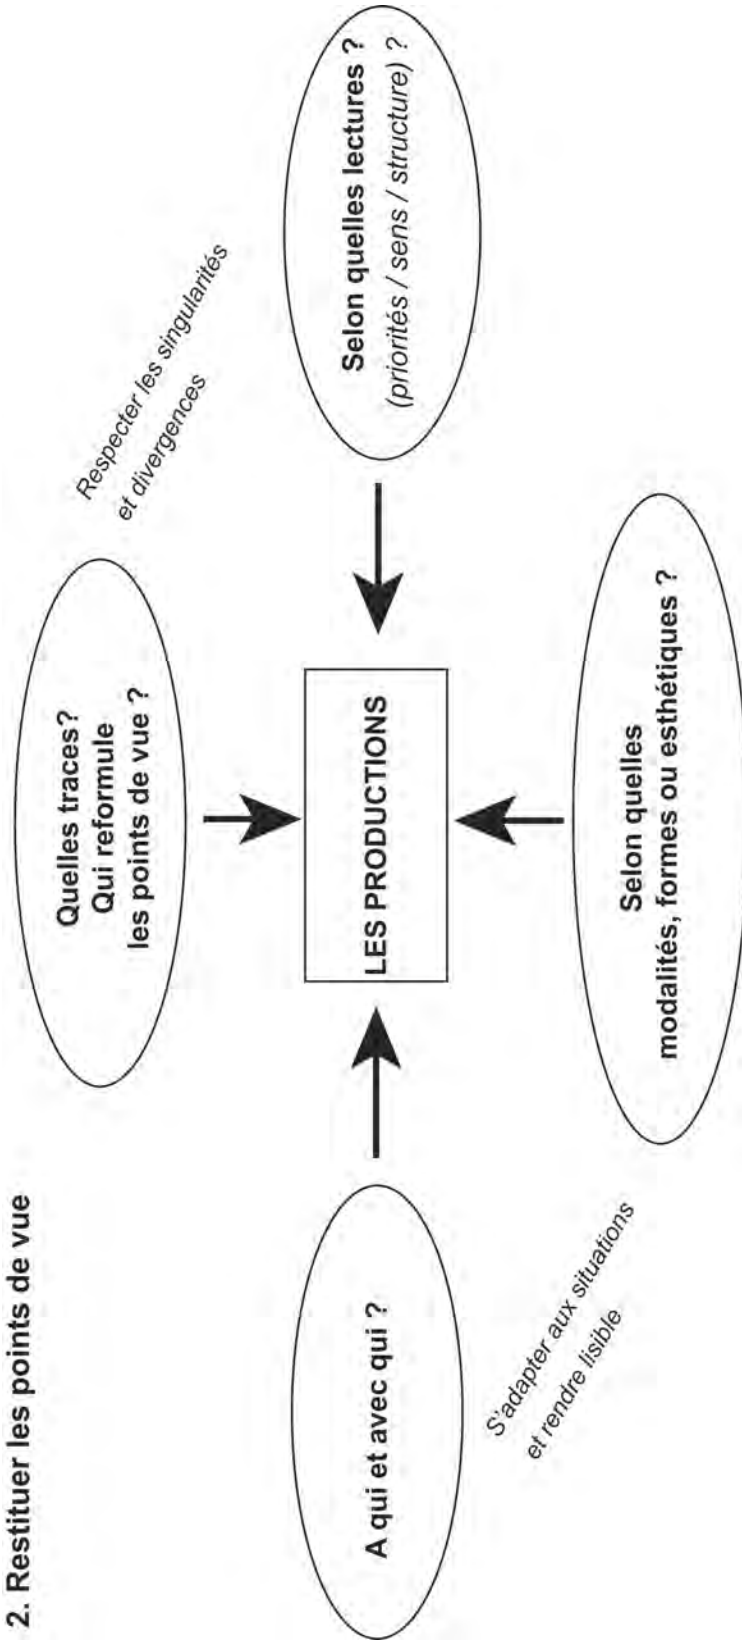 2. Restituer les points de vue
Quelles traces?
Qui reformule
les points de vue ?
Respecter les singularités
et divergences
A qui et avec qui ?
LES PRODUCTIONS
Selon quelles lectures ?
(priorités / sens / structure) ?
S'adapter aux situations
et rendre lisible
Selon quelles
modalités, formes ou esthétiques ?